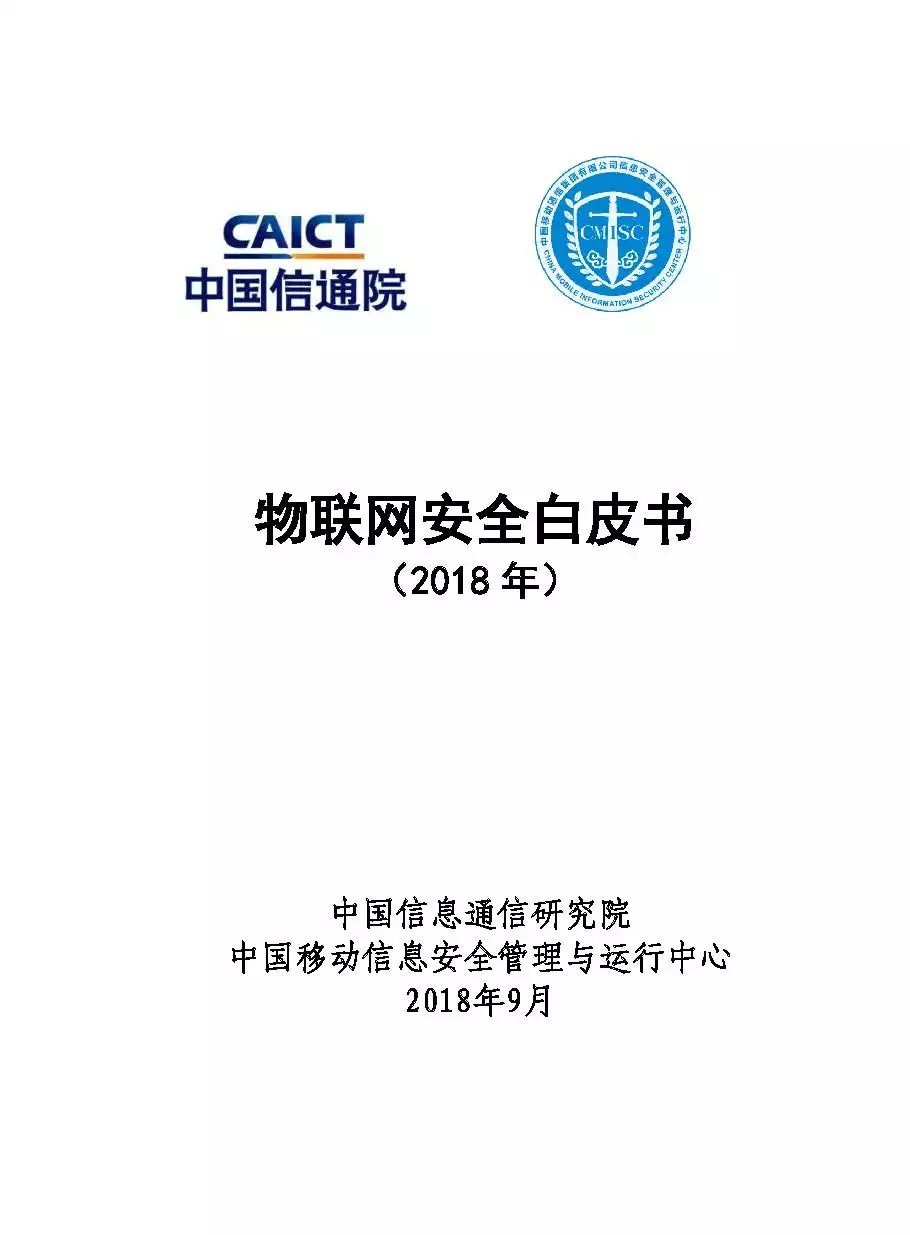 CAICT
中国信通院
中国移动通信集团有限公司信息安全管理与运行中心
CMISC
CHINA MOBILE INFORMATION SECURITY CENTER
物联网安全白皮书
（2018 年）
中国信息通信研究院
中国移动信息安全管理与运行中心
2018年9月